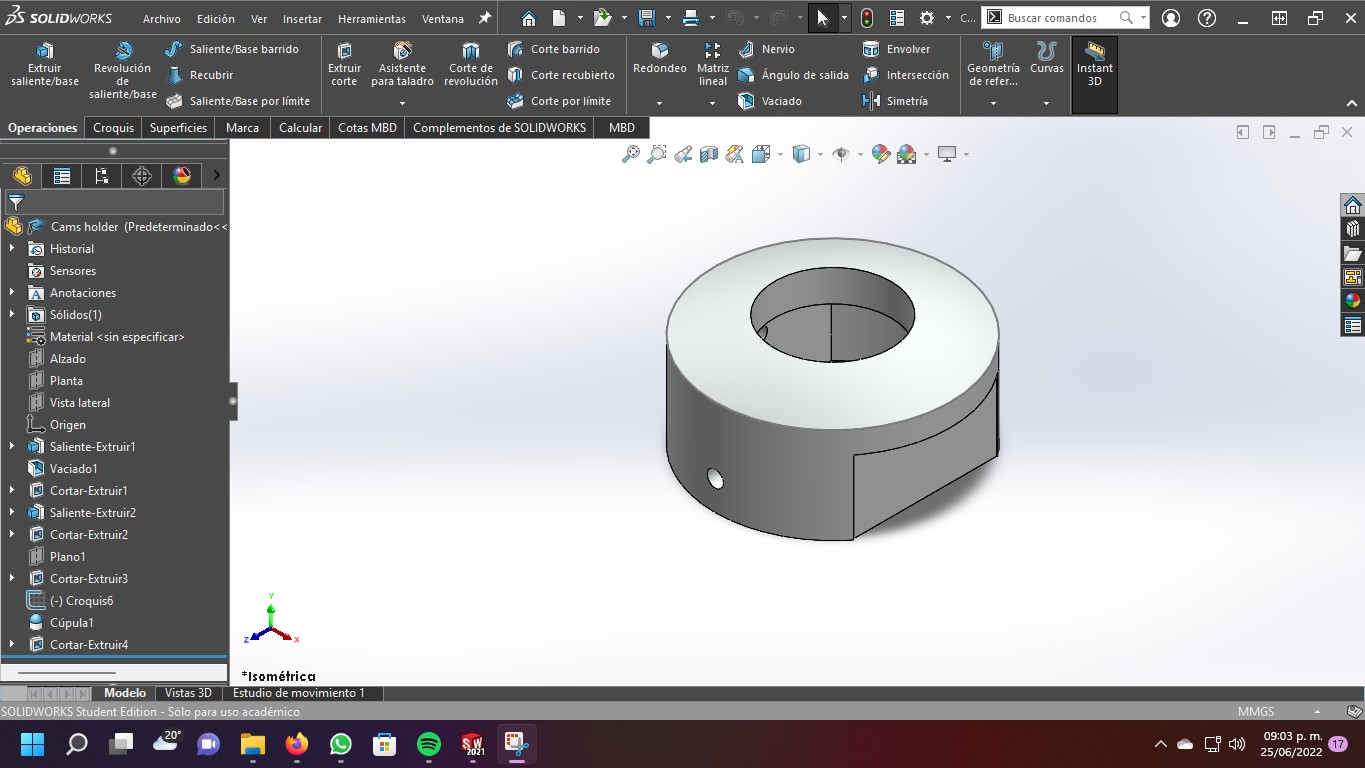 SOLIDWORKS
Archivo Edición Ver Insertar Herramientas Ventana
C...
Buscar comandos
Extruir saliente/base
Revolución de saliente/base
Saliente/Base barrido
Recubrir
Saliente/Base por límite
Extruir corte
Asistente para taladro
Corte de revolución
Corte barrido
Corte recubierto
Corte por límite
Redondeo
Matriz lineal
Nervio
Ángulo de salida
Vaciado
Envolver
Intersección
Simetría
Geometría de refer...
Curvas
Instant 3D
Operaciones Croquis Superficies Marca Calcular Cotas MBD Complementos de SOLIDWORKS MBD
Cams holder (Predeterminado<<
Historial
Sensores
Anotaciones
Sólidos(1)
Material <sin especificar>
Alzado
Planta
Vista lateral
Origen
Saliente-Extruir1
Vaciado1
Cortar-Extruir1
Saliente-Extruir2
Cortar-Extruir2
Plano1
Cortar-Extruir3
(-) Croquis6
Cúpula1
Cortar-Extruir4
Y
Z
X
*Isométrica
Modelo Vistas 3D Estudio de movimiento 1
SOLIDWORKS Student Edition - Sólo para uso académico
MMGS
20°
SW
2021
09:03 p. m.
25/06/2022
17